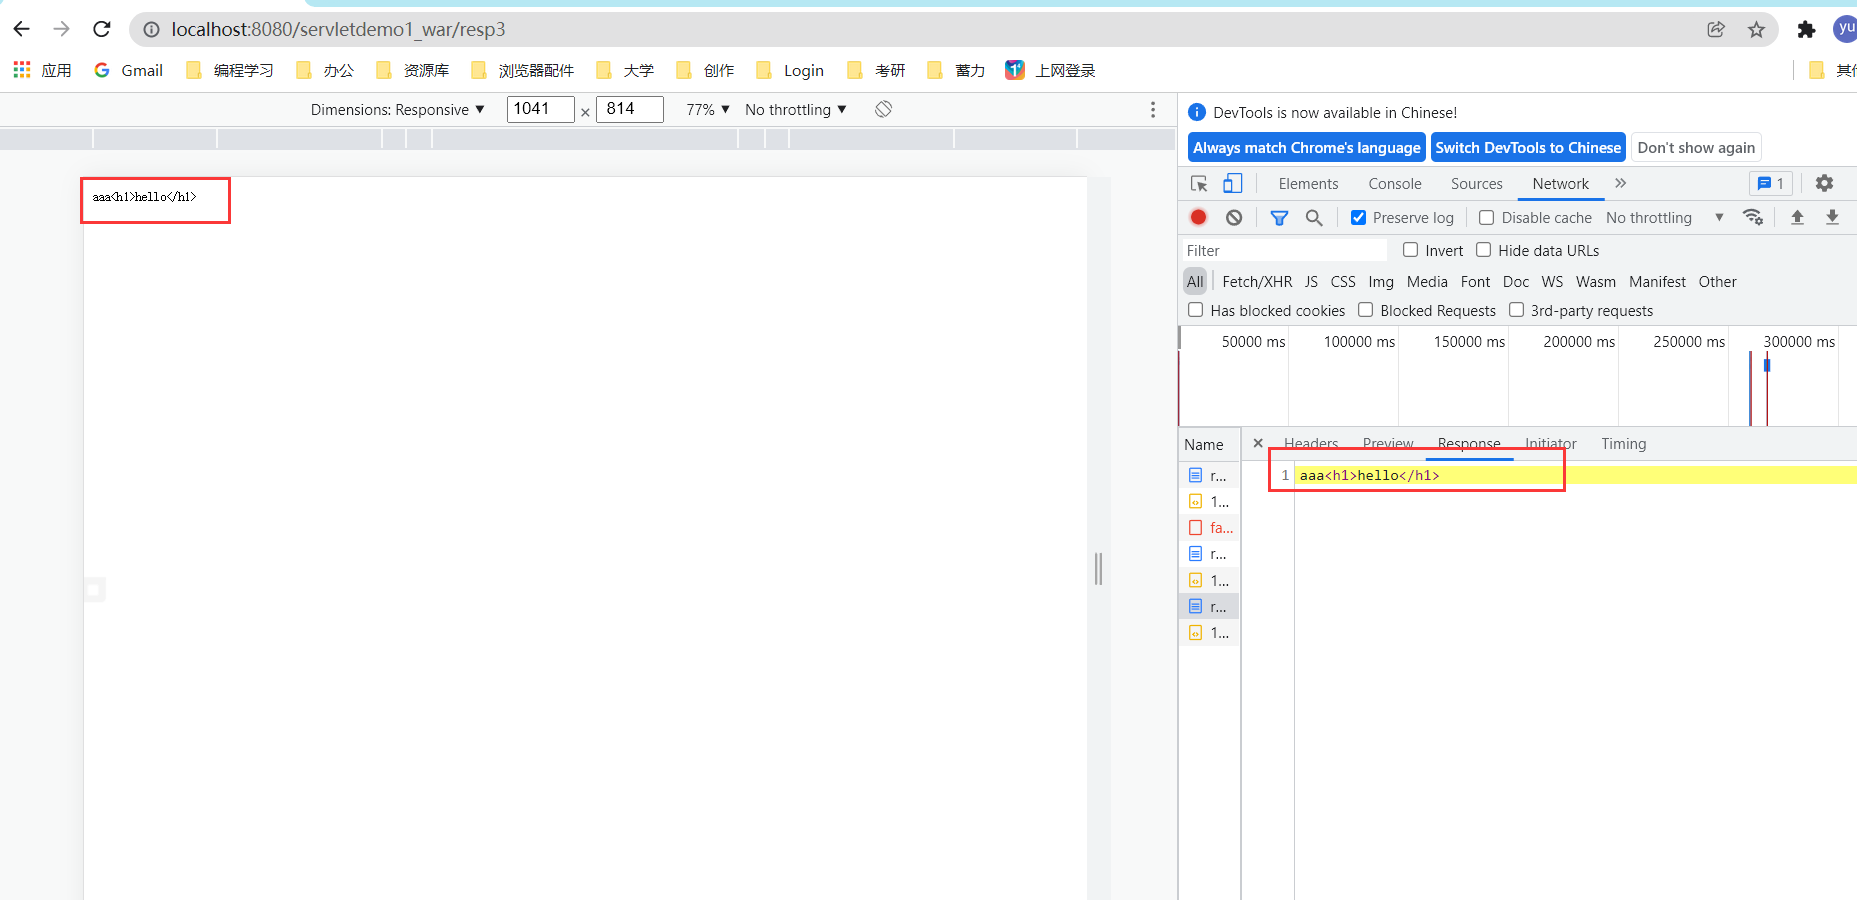 localhost:8080/servletdemo1_war/resp3
yu
应用 Gmail 编程学习 办公 资源库 浏览器配件 大学 创作 Login 考研 蓄力 上网登录
Dimensions: Responsive 1041 × 814 77% No throttling
aaa<h1>hello</h1>
DevTools is now available in Chinese!
Always match Chrome's language Switch DevTools to Chinese Don't show again
Elements Console Sources Network 1
Preserve log Disable cache No throttling
Filter Invert Hide data URLs
All Fetch/XHR JS CSS Img Media Font Doc WS Wasm Manifest Other
Has blocked cookies Blocked Requests 3rd-party requests
50000 ms 100000 ms 150000 ms 200000 ms 250000 ms 300000 ms
Name Headers Preview Response Initiator Timing
1 aaa<h1>hello</h1>
r...
1...
fa...
r...
1...
r...
1...